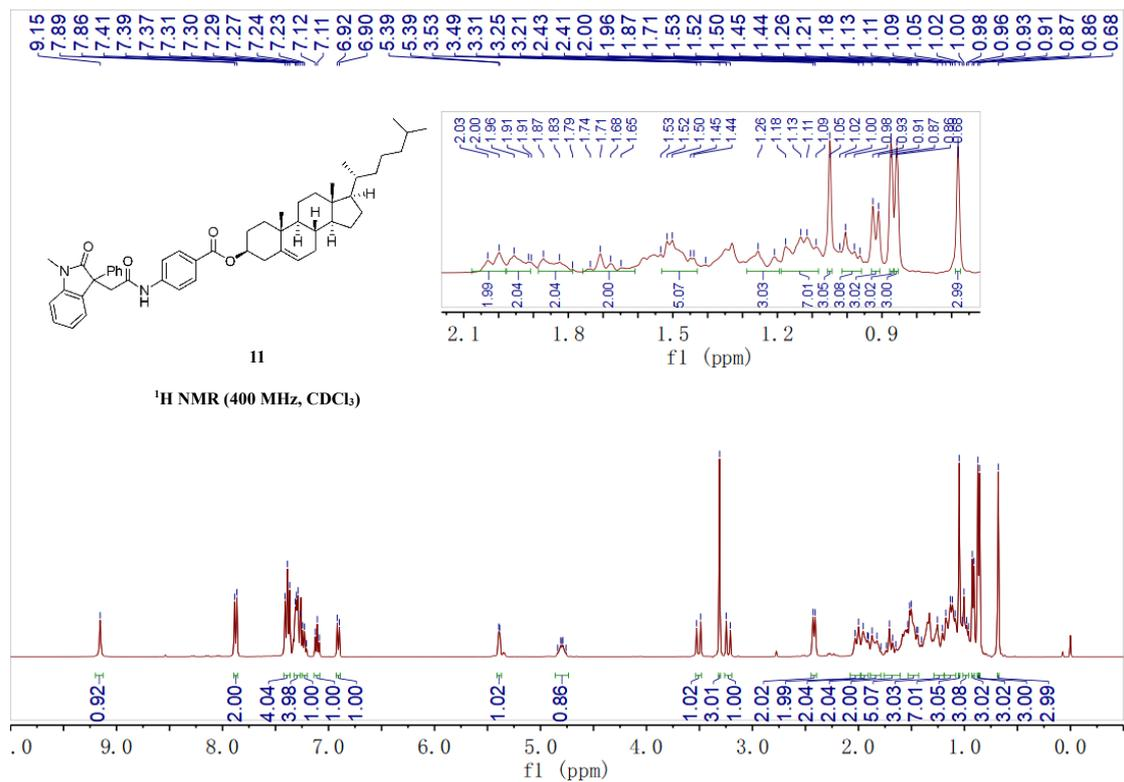 9.15 7.89 7.86 7.41 7.39 7.37 7.31 7.30 7.29 7.27 7.24 7.23 7.12 7.11 6.92 6.90 5.39 5.39 3.53 3.49 3.31 3.25 3.21 2.43 2.41 2.00 1.96 1.87 1.71 1.53 1.52 1.50 1.45 1.44 1.26 1.21 1.18 1.13 1.11 1.09 1.05 1.02 1.00 0.98 0.96 0.93 0.91 0.87 0.86 0.68
2.03 2.00 1.96 1.91 1.91 1.87 1.83 1.79 1.74 1.71 1.68 1.65 1.53 1.52 1.50 1.45 1.44 1.26 1.18 1.13 1.11 1.09 1.05 1.02 1.00 0.98 0.93 0.91 0.87 0.86 0.68
H
H
H H
O
O
O
O Ph
N
N
H
1.99 2.04 2.04 2.00 5.07 3.03 7.01 3.05 3.08 3.02 3.02 3.00 2.99
2.1 1.8 1.5 1.2 0.9
f1 (ppm)
11
¹H NMR (400 MHz, CDCl₃)
0.92 2.00 4.04 3.98 1.00 1.00 1.00 1.02 0.86 1.02 3.01 1.00 2.02 1.99 2.04 2.04 2.00 5.07 3.03 7.01 3.05 3.08 3.02 3.02 3.00 2.99
.0 9.0 8.0 7.0 6.0 5.0 4.0 3.0 2.0 1.0 0.0
f1 (ppm)